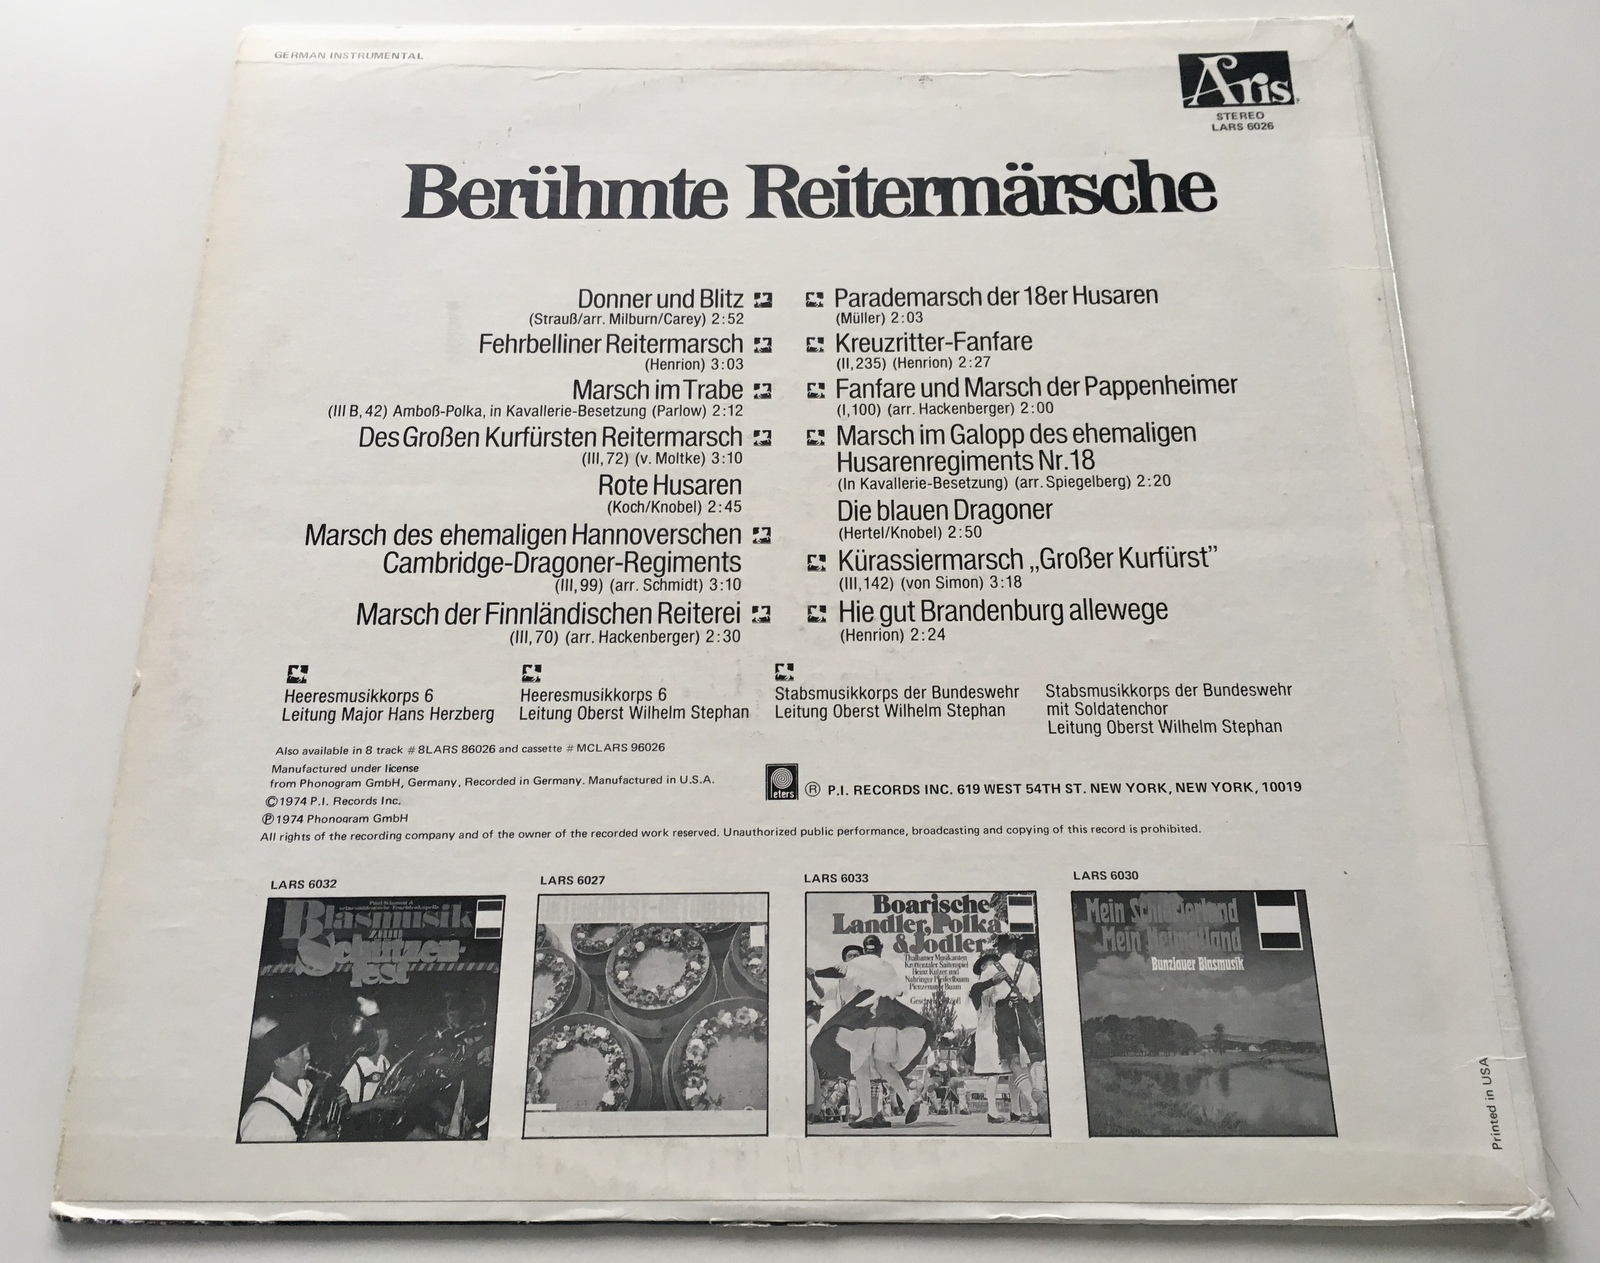 GERMAN INSTRUMENTAL
Aris
STEREO
LARS 6026
Berühmte Reitermärsche
Donner und Blitz
(Strauß/arr. Milburn/Carey) 2:52
Fehrbelliner Reitermarsch
(Henrion) 3:03
Marsch im Trabe
(III B, 42) Amboß-Polka, in Kavallerie-Besetzung (Parlow) 2:12
Des Großen Kurfürsten Reitermarsch
(III, 72) (v. Moltke) 3:10
Rote Husaren
(Koch/Knobel) 2:45
Marsch des ehemaligen Hannoverschen
Cambridge-Dragoner-Regiments
(III, 99) (arr. Schmidt) 3:10
Marsch der Finnländischen Reiterei
(III, 70) (arr. Hackenberger) 2:30
Parademarsch der 18er Husaren
(Müller) 2:03
Kreuzritter-Fanfare
(II, 235) (Henrion) 2:27
Fanfare und Marsch der Pappenheimer
(I, 100) (arr. Hackenberger) 2:00
Marsch im Galopp des ehemaligen
Husarenregiments Nr. 18
(In Kavallerie-Besetzung) (arr. Spiegelberg) 2:20
Die blauen Dragoner
(Hertel/Knobel) 2:50
Kürassiermarsch „Großer Kurfürst”
(III, 142) (von Simon) 3:18
Hie gut Brandenburg allewege
(Henrion) 2:24
Heeresmusikkorps 6
Leitung Major Hans Herzberg
Heeresmusikkorps 6
Leitung Oberst Wilhelm Stephan
Stabsmusikkorps der Bundeswehr
Leitung Oberst Wilhelm Stephan
Stabsmusikkorps der Bundeswehr
mit Soldatenchor
Leitung Oberst Wilhelm Stephan
Also available in 8 track # 8LARS 86026 and cassette # MCLARS 96026
Manufactured under license
from Phonogram GmbH, Germany, Recorded in Germany. Manufactured in U.S.A.
©1974 P.I. Records Inc.
℗1974 Phonogram GmbH
eters
® P.I. RECORDS INC. 619 WEST 54TH ST. NEW YORK, NEW YORK, 10019
All rights of the recording company and of the owner of the recorded work reserved. Unauthorized public performance, broadcasting and copying of this record is prohibited.
LARS 6032
Blasmusik
zum
Schützen-
fest
LARS 6027
LARS 6033
Boarische
Landler, Polka
& Jodler
Thalhamer Musikanten
LARS 6030
Mein Schlesierland
Mein Heimatland
Bunzlauer Blasmusik
Printed in USA